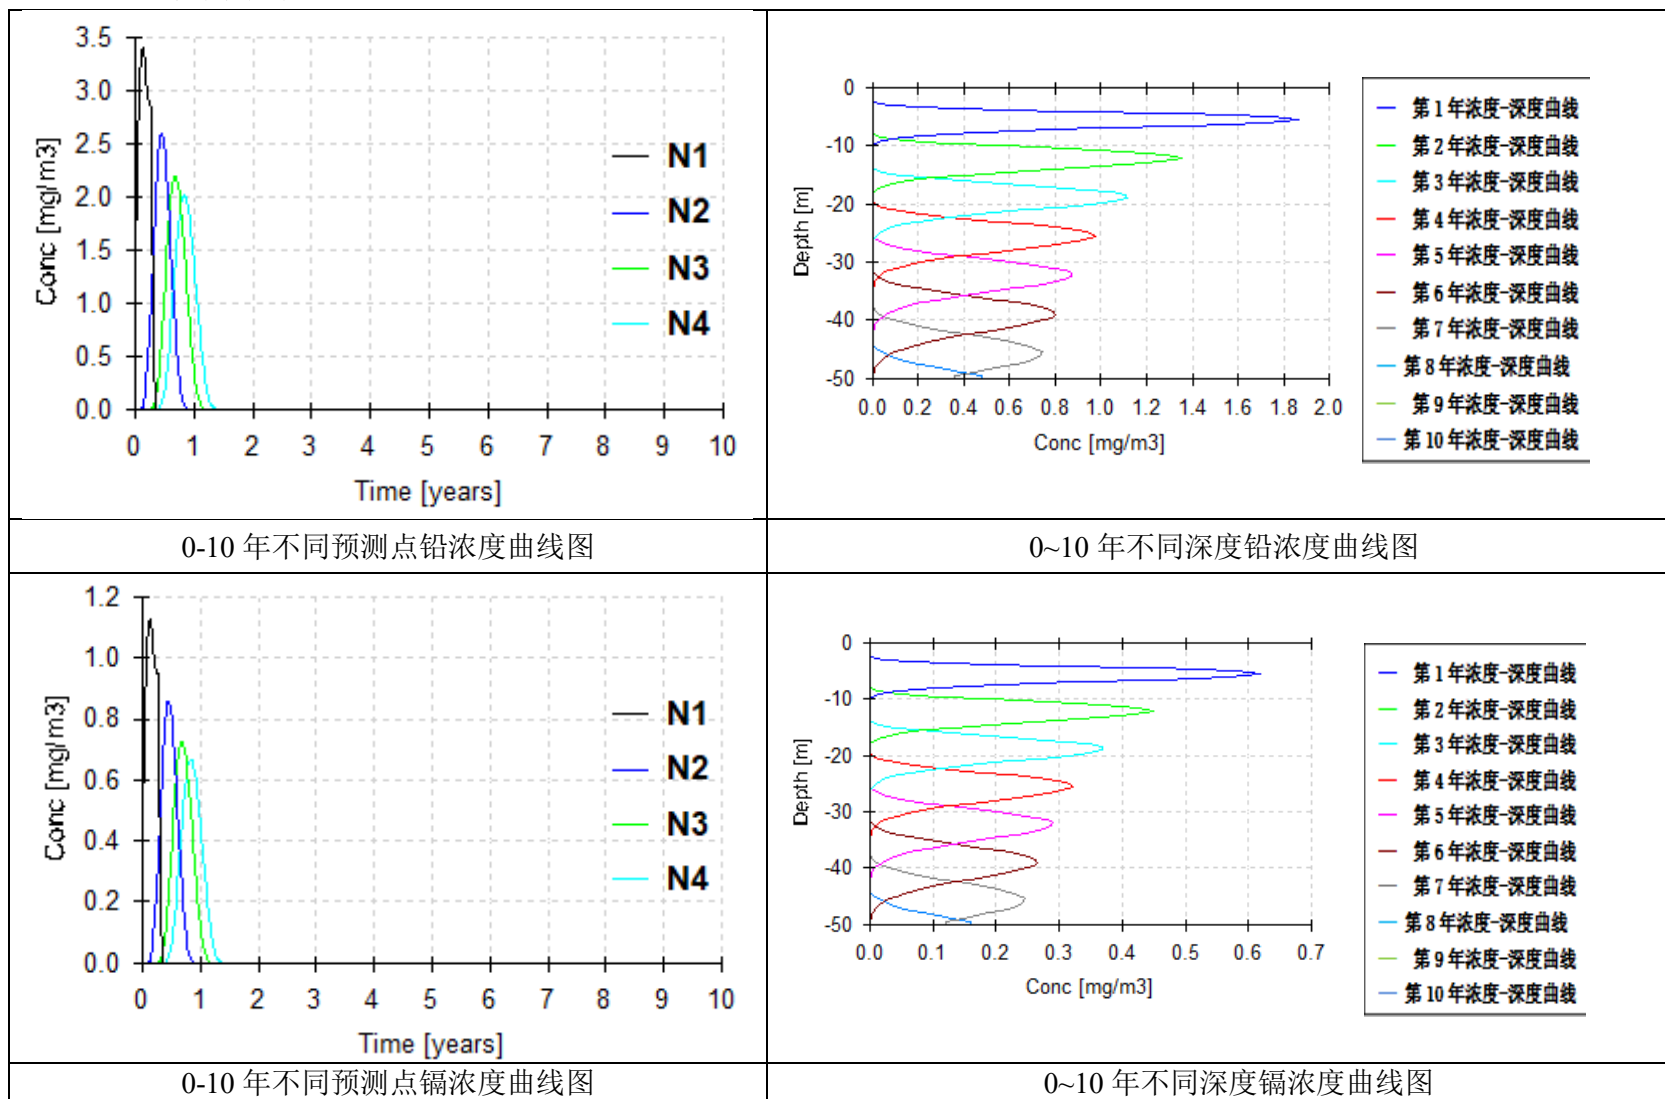 3.5
3.0
2.5
2.0
1.5
1.0
0.5
0.0
Conc [mg/m3]
0 1 2 3 4 5 6 7 8 9 10
Time [years]
N1
N2
N3
N4
0
-10
-20
-30
-40
-50
Depth [m]
0.0 0.2 0.4 0.6 0.8 1.0 1.2 1.4 1.6 1.8 2.0
Conc [mg/m3]
第1年浓度-深度曲线
第2年浓度-深度曲线
第3年浓度-深度曲线
第4年浓度-深度曲线
第5年浓度-深度曲线
第6年浓度-深度曲线
第7年浓度-深度曲线
第8年浓度-深度曲线
第9年浓度-深度曲线
第10年浓度-深度曲线
0-10 年不同预测点铅浓度曲线图
0~10 年不同深度铅浓度曲线图
1.2
1.0
0.8
0.6
0.4
0.2
0.0
Conc [mg/m3]
0 1 2 3 4 5 6 7 8 9 10
Time [years]
N1
N2
N3
N4
0
-10
-20
-30
-40
-50
Depth [m]
0.0 0.1 0.2 0.3 0.4 0.5 0.6 0.7
Conc [mg/m3]
第1年浓度-深度曲线
第2年浓度-深度曲线
第3年浓度-深度曲线
第4年浓度-深度曲线
第5年浓度-深度曲线
第6年浓度-深度曲线
第7年浓度-深度曲线
第8年浓度-深度曲线
第9年浓度-深度曲线
第10年浓度-深度曲线
0-10 年不同预测点镉浓度曲线图
0~10 年不同深度镉浓度曲线图